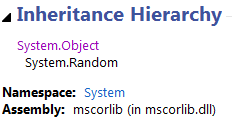 Inheritance Hierarchy
System.Object
System.Random
Namespace: System
Assembly: mscorlib (in mscorlib.dll)